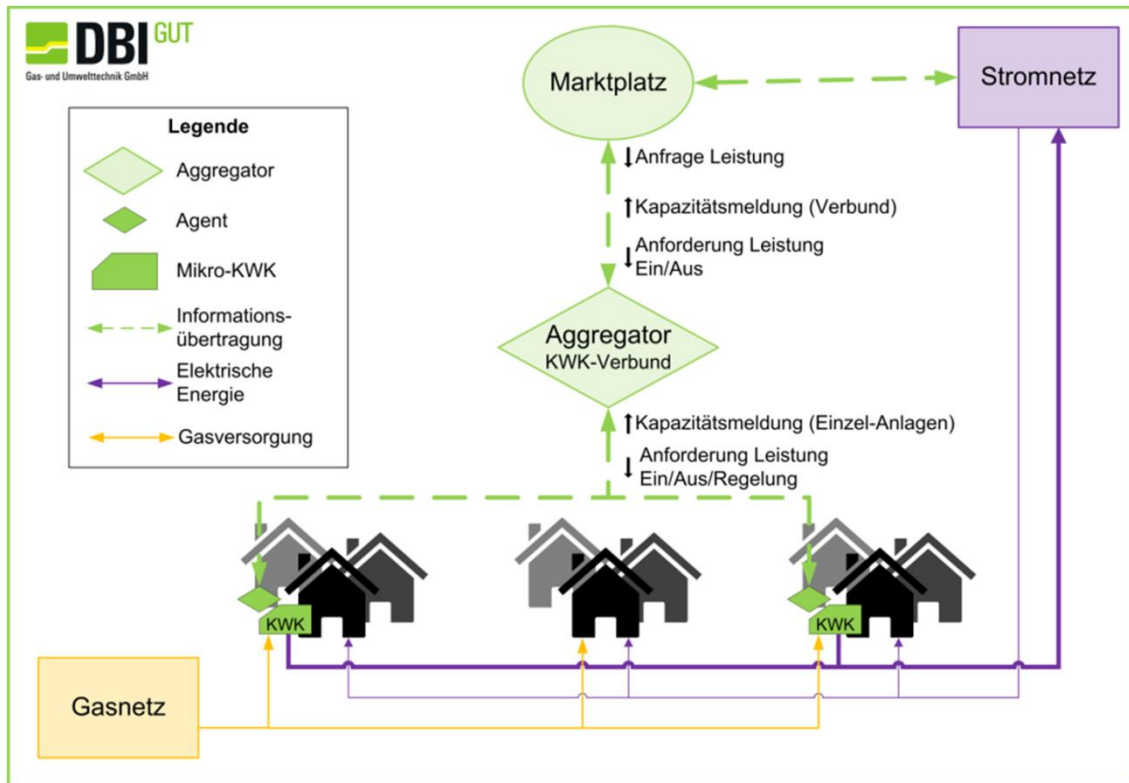 DBI GUT
Gas- und Umwelttechnik GmbH
Marktplatz
Stromnetz
Legende
Aggregator
Agent
Mikro-KWK
Informations-
übertragung
Elektrische
Energie
Gasversorgung
↓Anfrage Leistung
↑Kapazitätsmeldung (Verbund)
↓Anforderung Leistung
Ein/Aus
Aggregator
KWK-Verbund
↑Kapazitätsmeldung (Einzel-Anlagen)
↓Anforderung Leistung
Ein/Aus/Regelung
KWK
KWK
Gasnetz